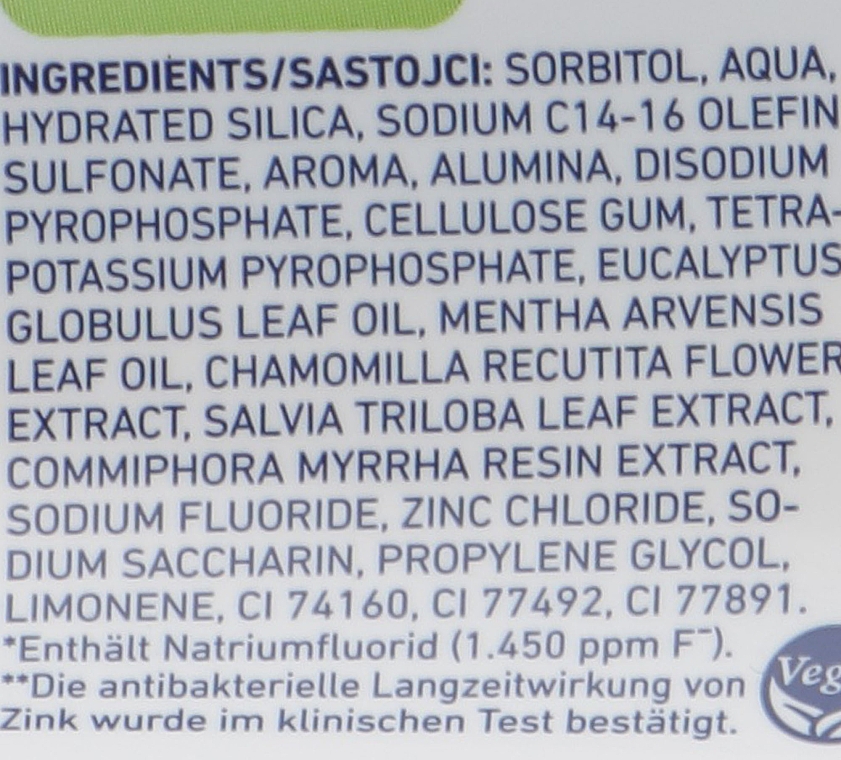 INGREDIENTS/SASTOJCI: SORBITOL, AQUA,
HYDRATED SILICA, SODIUM C14-16 OLEFIN
SULFONATE, AROMA, ALUMINA, DISODIUM
PYROPHOSPHATE, CELLULOSE GUM, TETRA-
POTASSIUM PYROPHOSPHATE, EUCALYPTUS
GLOBULUS LEAF OIL, MENTHA ARVENSIS
LEAF OIL, CHAMOMILLA RECUTITA FLOWER
EXTRACT, SALVIA TRILOBA LEAF EXTRACT,
COMMIPHORA MYRRHA RESIN EXTRACT,
SODIUM FLUORIDE, ZINC CHLORIDE, SO-
DIUM SACCHARIN, PROPYLENE GLYCOL,
LIMONENE, CI 74160, CI 77492, CI 77891.
*Enthält Natriumfluorid (1.450 ppm F⁻).
**Die antibakterielle Langzeitwirkung von
Zink wurde im klinischen Test bestätigt.
Veg